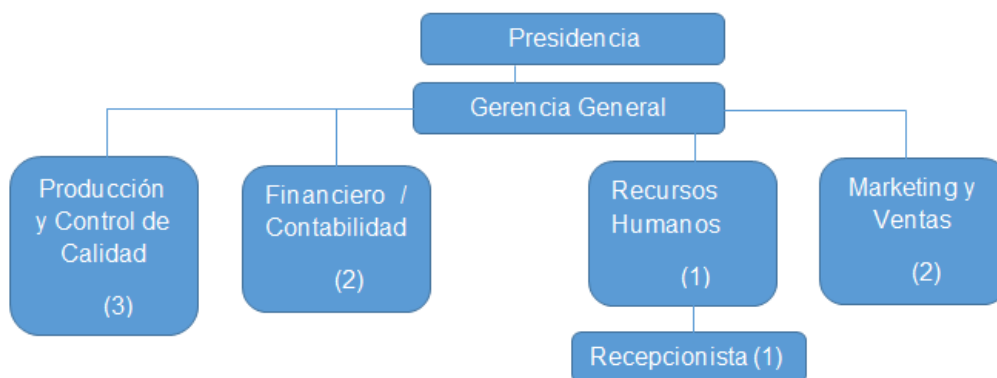 Presidencia
Gerencia General
Producción
y Control de
Calidad
(3)
Financiero /
Contabilidad
(2)
Recursos
Humanos
(1)
Marketing y
Ventas
(2)
Recepcionista (1)